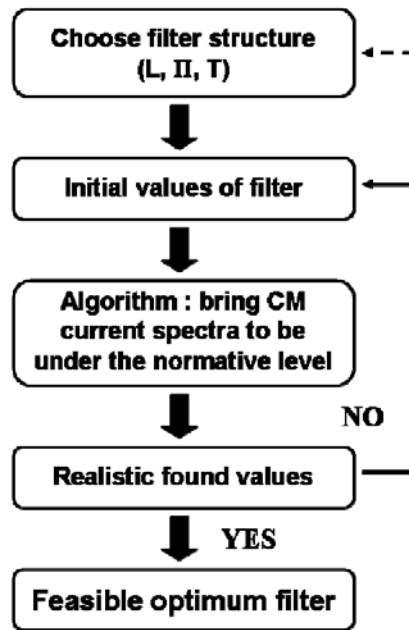 Choose filter structure
(L, Π, T)
Initial values of filter
Algorithm : bring CM
current spectra to be
under the normative level
NO
Realistic found values
YES
Feasible optimum filter